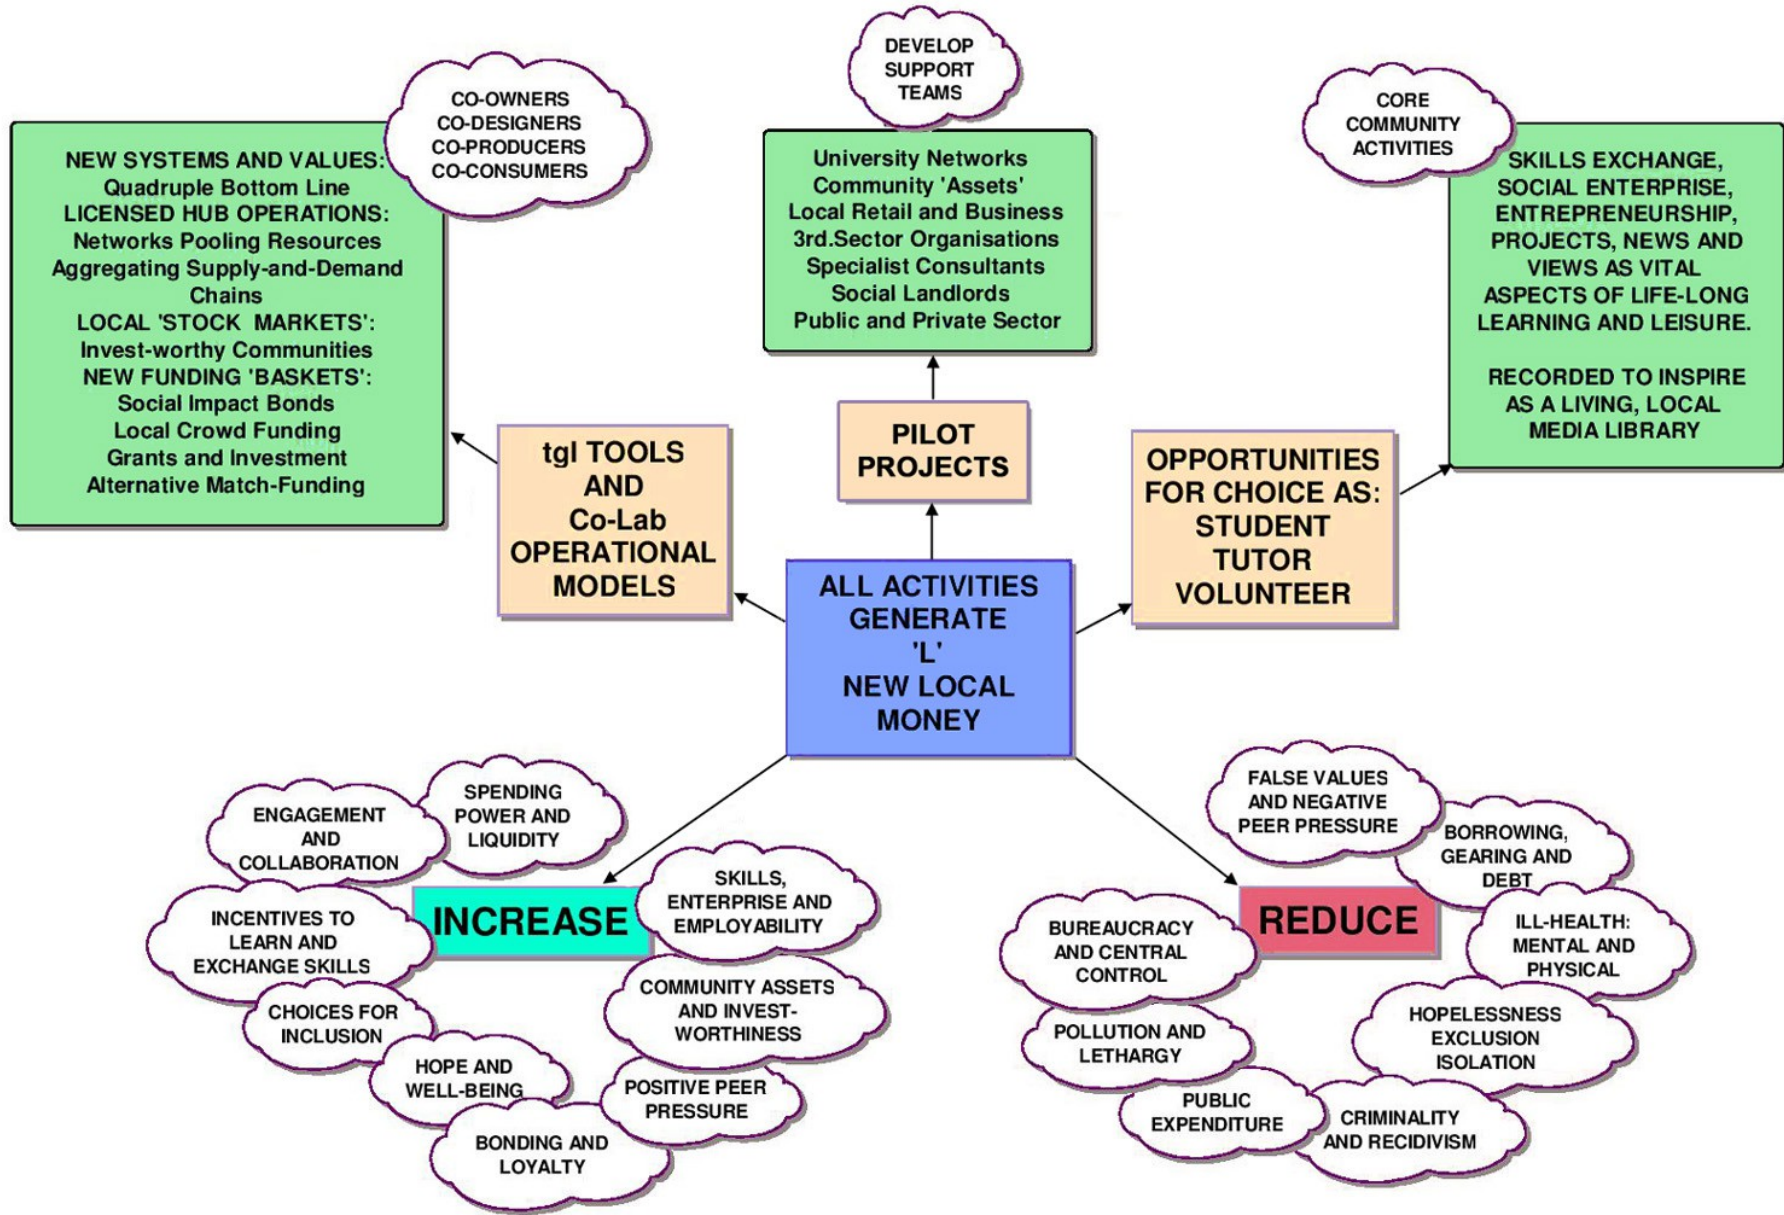 DEVELOP
SUPPORT
TEAMS
CO-OWNERS
CO-DESIGNERS
CO-PRODUCERS
CO-CONSUMERS
CORE
COMMUNITY
ACTIVITIES
NEW SYSTEMS AND VALUES:
Quadruple Bottom Line
LICENSED HUB OPERATIONS:
Networks Pooling Resources
Aggregating Supply-and-Demand
Chains
LOCAL 'STOCK MARKETS':
Invest-worthy Communities
NEW FUNDING 'BASKETS':
Social Impact Bonds
Local Crowd Funding
Grants and Investment
Alternative Match-Funding
University Networks
Community 'Assets'
Local Retail and Business
3rd.Sector Organisations
Specialist Consultants
Social Landlords
Public and Private Sector
SKILLS EXCHANGE,
SOCIAL ENTERPRISE,
ENTREPRENEURSHIP,
PROJECTS, NEWS AND
VIEWS AS VITAL
ASPECTS OF LIFE-LONG
LEARNING AND LEISURE.
RECORDED TO INSPIRE
AS A LIVING, LOCAL
MEDIA LIBRARY
tgl TOOLS
AND
Co-Lab
OPERATIONAL
MODELS
PILOT
PROJECTS
OPPORTUNITIES
FOR CHOICE AS:
STUDENT
TUTOR
VOLUNTEER
ALL ACTIVITIES
GENERATE
'L'
NEW LOCAL
MONEY
SPENDING
POWER AND
LIQUIDITY
ENGAGEMENT
AND
COLLABORATION
INCREASE
SKILLS,
ENTERPRISE AND
EMPLOYABILITY
INCENTIVES TO
LEARN AND
EXCHANGE SKILLS
COMMUNITY ASSETS
AND INVEST-
WORTHINESS
CHOICES FOR
INCLUSION
HOPE AND
WELL-BEING
POSITIVE PEER
PRESSURE
BONDING AND
LOYALTY
FALSE VALUES
AND NEGATIVE
PEER PRESSURE
BORROWING,
GEARING AND
DEBT
REDUCE
BUREAUCRACY
AND CENTRAL
CONTROL
ILL-HEALTH:
MENTAL AND
PHYSICAL
POLLUTION AND
LETHARGY
HOPELESSNESS
EXCLUSION
ISOLATION
PUBLIC
EXPENDITURE
CRIMINALITY
AND RECIDIVISM